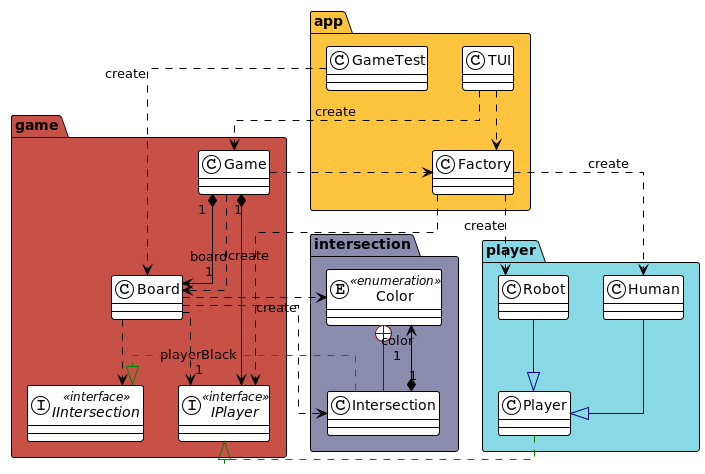 app
C GameTest
C TUI
create
create
game
C Game
C Factory
create
1
1
create
intersection
player
board
create
1
«enumeration»
E Color
C Board
C Robot
C Human
create
color
playerBlack
1
1
1
«interface»
I IIntersection
«interface»
I IPlayer
C Intersection
C Player